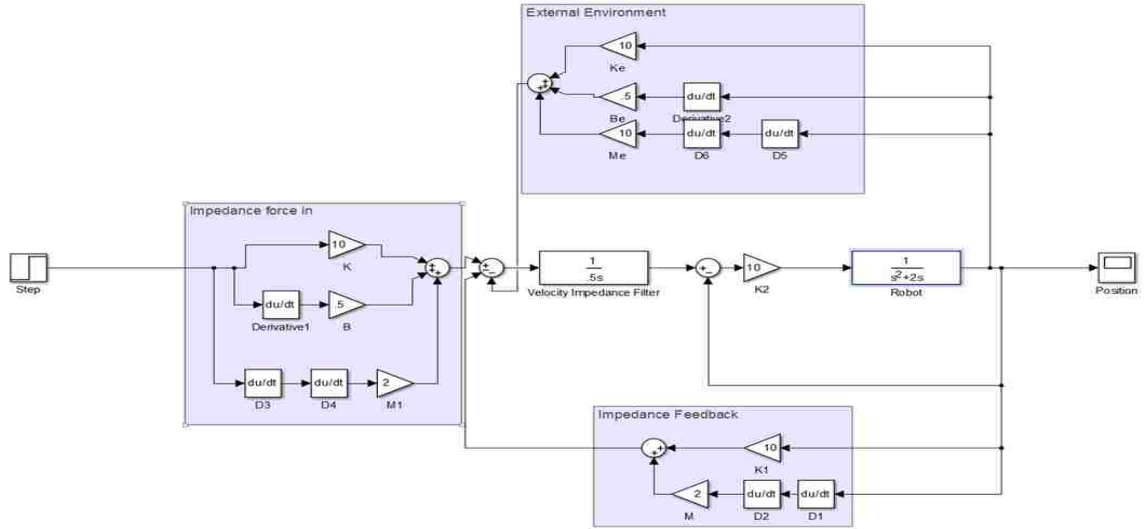 External Environment
10
Ke
.5
du/dt
Be
Derivative2
10
du/dt
du/dt
Me
D6
D5
Impedance force in
10
K
Step
du/dt
.5
Derivative1
B
du/dt
du/dt
2
D3
D4
M1
1
.5s
Velocity Impedance Filter
10
K2
1
s²+2s
Robot
Position
Impedance Feedback
10
K1
2
du/dt
du/dt
M
D2
D1